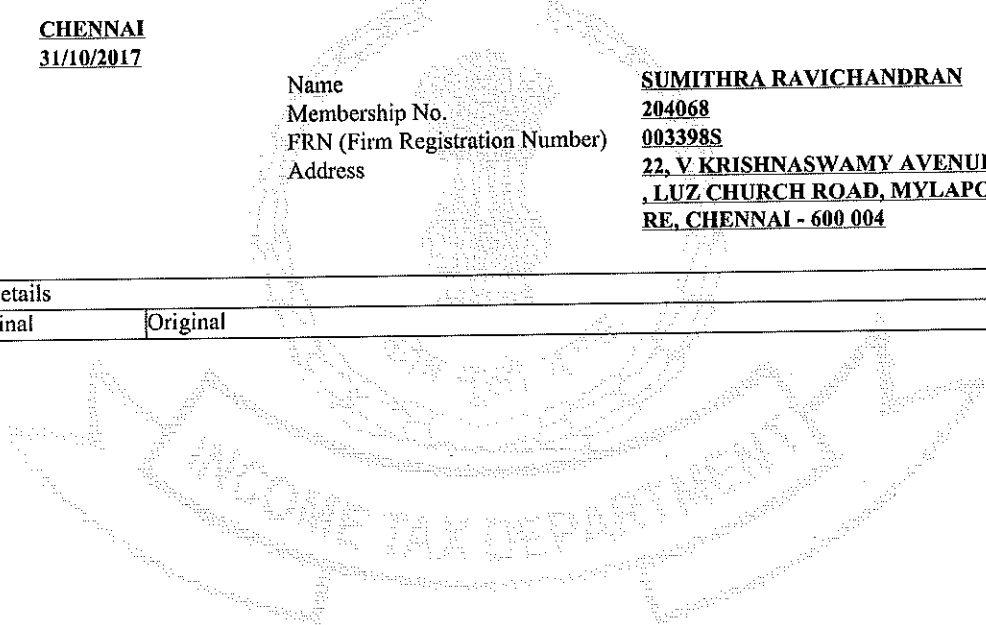 CHENNAI
31/10/2017
Name SUMITHRA RAVICHANDRAN
Membership No. 204068
FRN (Firm Registration Number) 003398S
Address 22, V KRISHNASWAMY AVENUE
, LUZ CHURCH ROAD, MYLAPO
RE, CHENNAI - 600 004
etails
inal Original
INCOME TAX DEPARTMENT